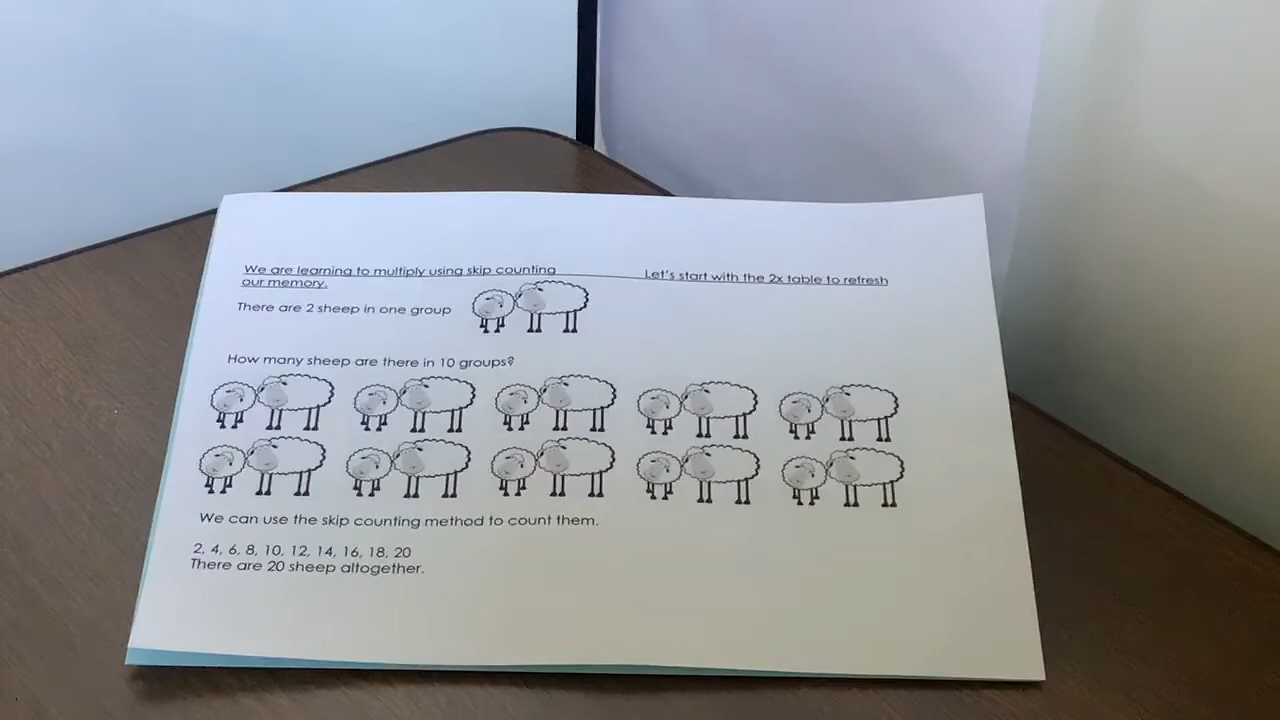 We are learning to multiply using skip counting Let's start with the 2x table to refresh
our memory.
There are 2 sheep in one group
How many sheep are there in 10 groups?
We can use the skip counting method to count them.
2, 4, 6, 8, 10, 12, 14, 16, 18, 20
There are 20 sheep altogether.